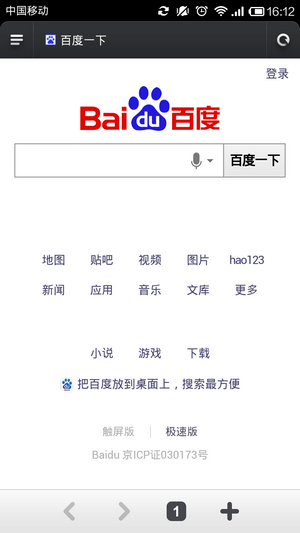 中国移动 16:12
百度一下
登录
Bai du 百度
百度一下
地图 贴吧 视频 图片 hao123
新闻 应用 音乐 文库 更多
小说 游戏 下载
把百度放到桌面上，搜索最方便
触屏版 极速版
Baidu 京ICP证030173号
1